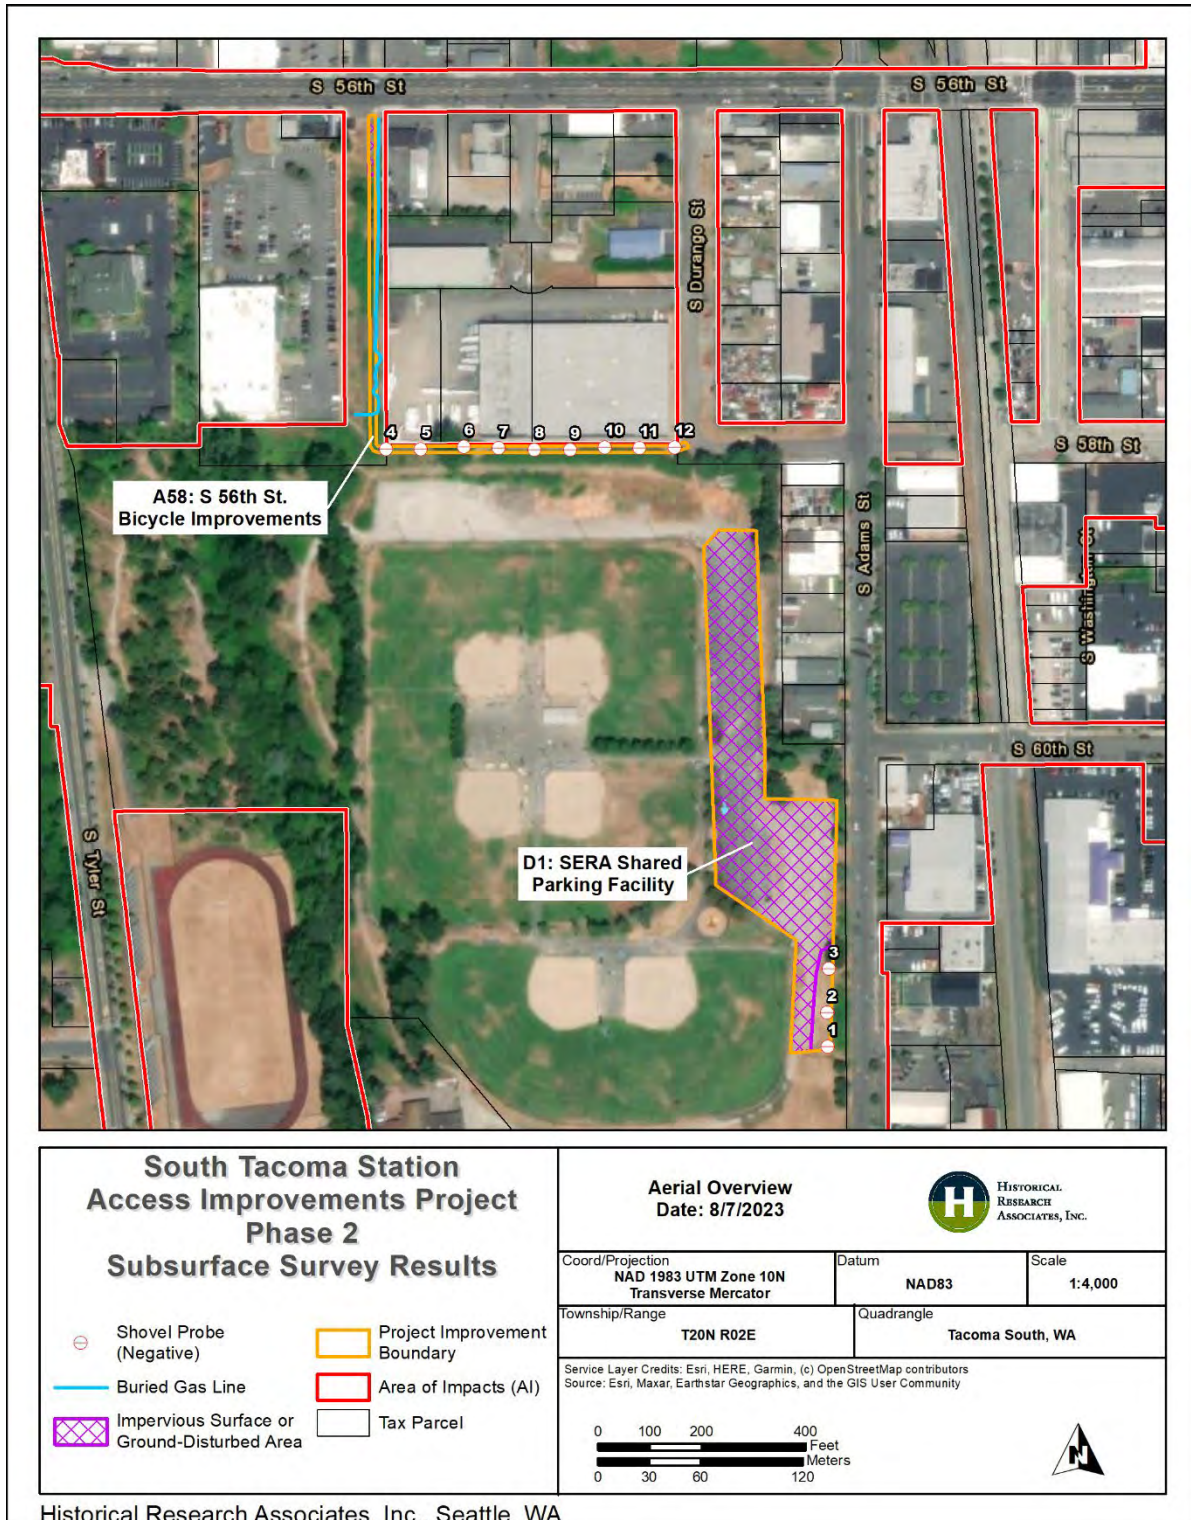 S 56th St
S 56th St
S Durango St
4
5
6
7
8
9
10
11
12
S 58th St
A58: S 56th St.
Bicycle Improvements
S Adams St
S Washington St
S 60th St
S Tyler St
D1: SERA Shared
Parking Facility
3
2
1
South Tacoma Station
Access Improvements Project
Phase 2
Subsurface Survey Results
Shovel Probe
(Negative)
Buried Gas Line
Impervious Surface or
Ground-Disturbed Area
Project Improvement
Boundary
Area of Impacts (AI)
Tax Parcel
Aerial Overview
Date: 8/7/2023
H
HISTORICAL
RESEARCH
ASSOCIATES, INC.
Coord/Projection
NAD 1983 UTM Zone 10N
Transverse Mercator
Datum
NAD83
Scale
1:4,000
Township/Range
T20N R02E
Quadrangle
Tacoma South, WA
Service Layer Credits: Esri, HERE, Garmin, (c) OpenStreetMap contributors
Source: Esri, Maxar, Earthstar Geographics, and the GIS User Community
0 100 200 400
Feet
Meters
0 30 60 120
N
Historical Research Associates, Inc., Seattle, WA